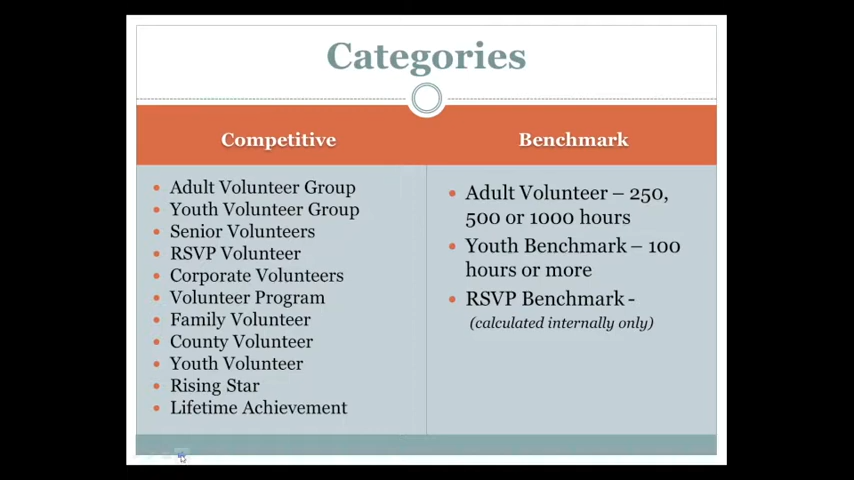 Categories
Competitive
Adult Volunteer Group
Youth Volunteer Group
Senior Volunteers
RSVP Volunteer
Corporate Volunteers
Volunteer Program
Family Volunteer
County Volunteer
Youth Volunteer
Rising Star
Lifetime Achievement
Benchmark
Adult Volunteer – 250,
500 or 1000 hours
Youth Benchmark – 100
hours or more
RSVP Benchmark -
(calculated internally only)